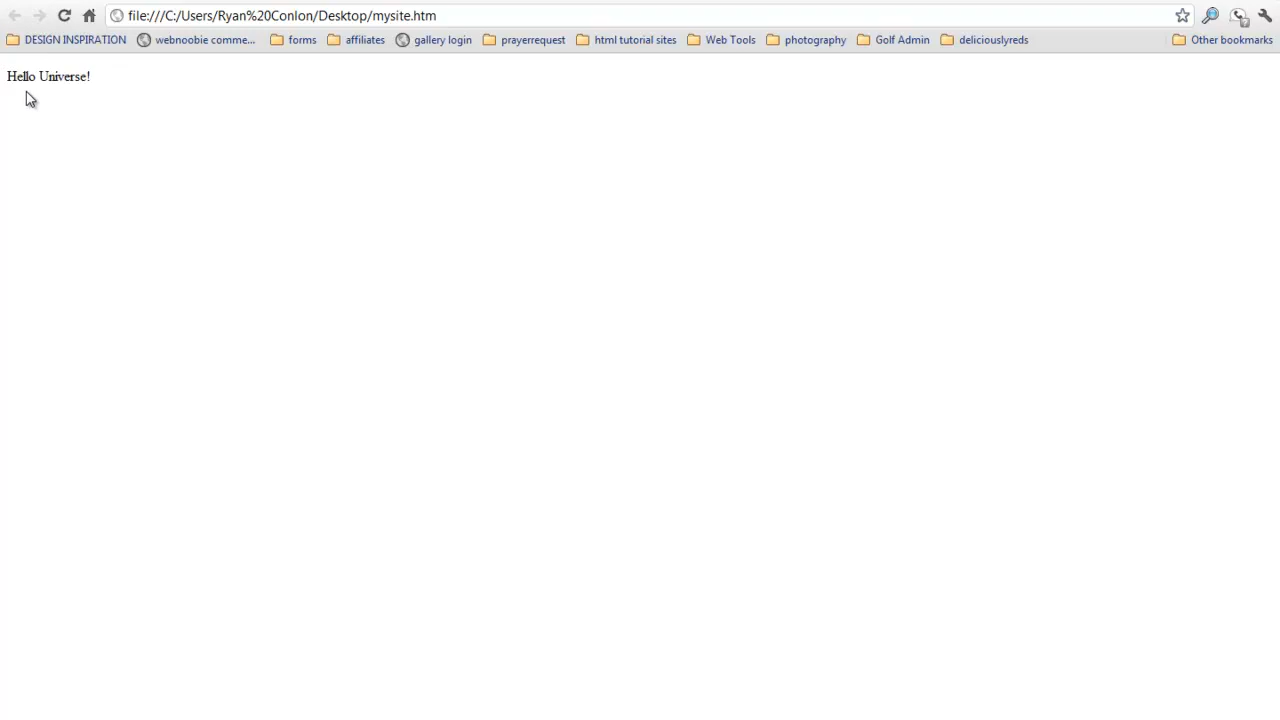 file:///C:/Users/Ryan%20Conlon/Desktop/mysite.htm
DESIGN INSPIRATION webnoobie comme... forms affiliates gallery login prayerrequest html tutorial sites Web Tools photography Golf Admin deliciouslyreds Other bookmarks
Hello Universe!